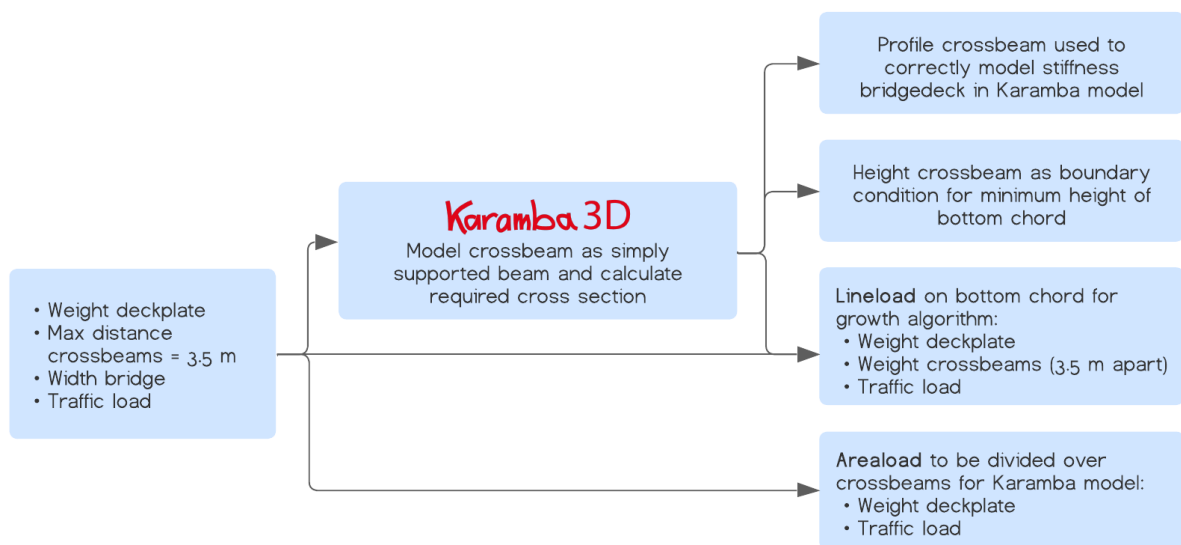 Profile crossbeam used to
correctly model stiffness
bridgedeck in Karamba model
Height crossbeam as boundary
condition for minimum height of
bottom chord
Karamba 3D
Model crossbeam as simply
supported beam and calculate
required cross section
• Weight deckplate
• Max distance
crossbeams = 3.5 m
• Width bridge
• Traffic load
Lineload on bottom chord for
growth algorithm:
• Weight deckplate
• Weight crossbeams (3.5 m apart)
• Traffic load
Areaload to be divided over
crossbeams for Karamba model:
• Weight deckplate
• Traffic load